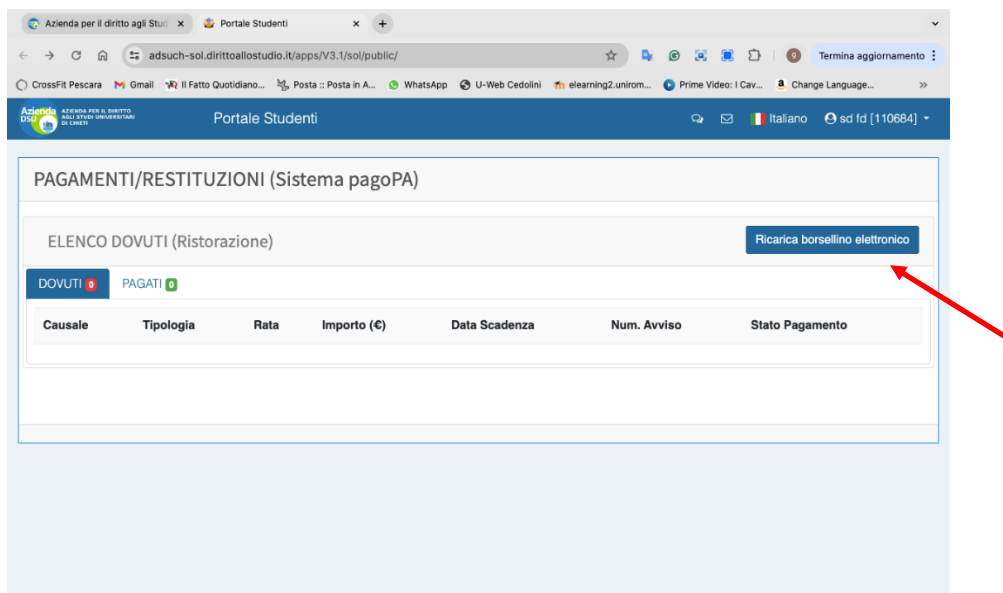 Azienda per il diritto agli Stud
Portale Studenti
adsuch-sol.dirittoallostudio.it/apps/V3.1/sol/public/
9
Termina aggiornamento
CrossFit Pescara Gmail Il Fatto Quotidiano... Posta :: Posta in A... WhatsApp U-Web Cedolini elearning2.unirom... Prime Video: I Cav... Change Language... »
Azienda
DSU
AZIENDA PER IL DIRITTO
AGLI STUDI UNIVERSITARI
DI CHIETI
Portale Studenti
Italiano
sd fd [110684]
PAGAMENTI/RESTITUZIONI (Sistema pagoPA)
ELENCO DOVUTI (Ristorazione)
Ricarica borsellino elettronico
DOVUTI 0 PAGATI 0
Causale Tipologia Rata Importo (€) Data Scadenza Num. Avviso Stato Pagamento